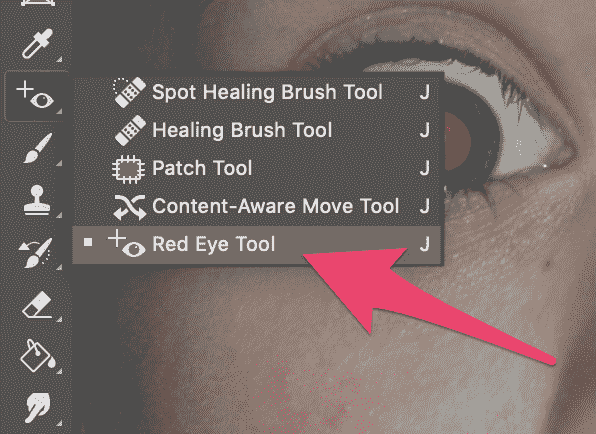 Spot Healing Brush Tool J
Healing Brush Tool J
Patch Tool J
Content-Aware Move Tool J
Red Eye Tool J